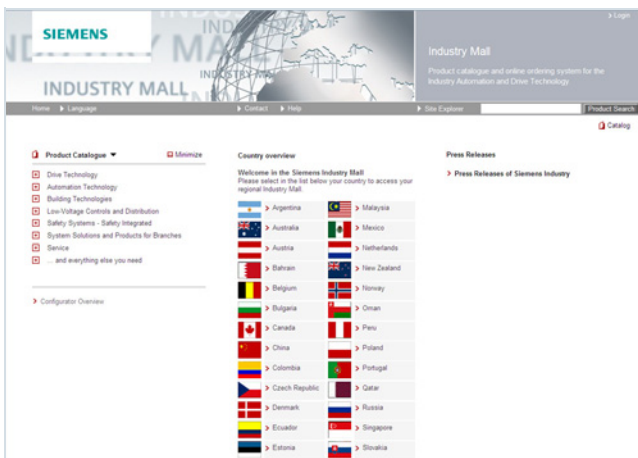 SIEMENS
INDUSTRY MALL
> Login
Industry Mall
Product catalogue and online ordering system for the
Industry Automation and Drive Technology
Home
Language
Contact
Help
Site Explorer
Product Search
Catalog
Product Catalogue
Minimize
Drive Technology
Automation Technology
Building Technologies
Low-Voltage Controls and Distribution
Safety Systems - Safety Integrated
System Solutions and Products for Branches
Service
... and everything else you need
> Configurator Overview
Country overview
Welcome in the Siemens Industry Mall
Please select in the list below your country to access your
regional Industry Mall.
> Argentina
> Malaysia
> Australia
> Mexico
> Austria
> Netherlands
> Bahrain
> New Zealand
> Belgium
> Norway
> Bulgaria
> Oman
> Canada
> Peru
> China
> Poland
> Colombia
> Portugal
> Czech Republic
> Qatar
> Denmark
> Russia
> Ecuador
> Singapore
> Estonia
> Slovakia
Press Releases
> Press Releases of Siemens Industry